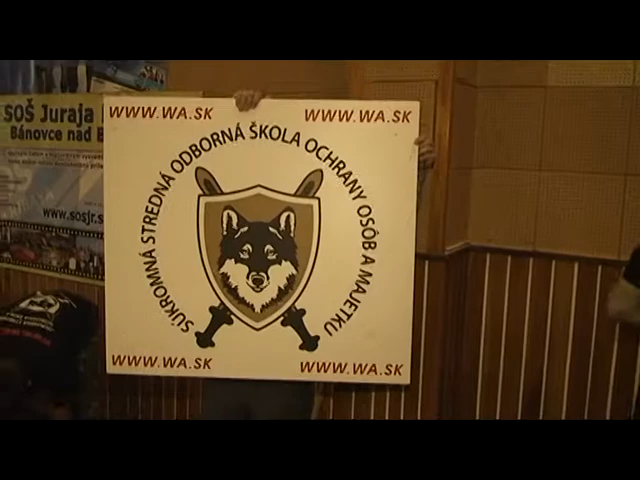 WWW.WA.SK WWW.WA.SK
SÚKROMNÁ STREDNÁ ODBORNÁ ŠKOLA OCHRANY OSÔB A MAJETKU
WWW.WA.SK WWW.WA.SK
SOŠ Juraja
Bánovce nad B
www.sosjr.s